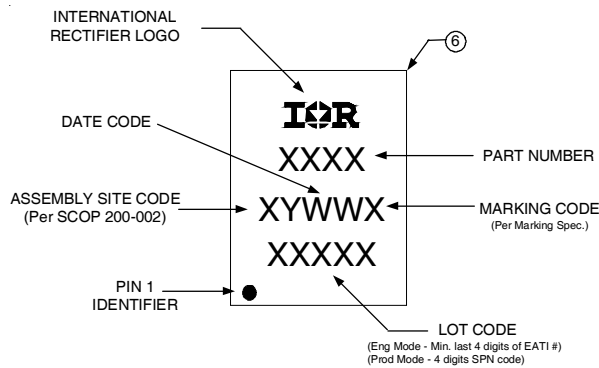 INTERNATIONAL
RECTIFIER LOGO
6
IOR
DATE CODE
XXXX
PART NUMBER
ASSEMBLY SITE CODE
(Per SCOP 200-002)
XYWWX
MARKING CODE
(Per Marking Spec.)
XXXXX
PIN 1
IDENTIFIER
LOT CODE
(Eng Mode - Min. last 4 digits of EATI #)
(Prod Mode - 4 digits SPN code)